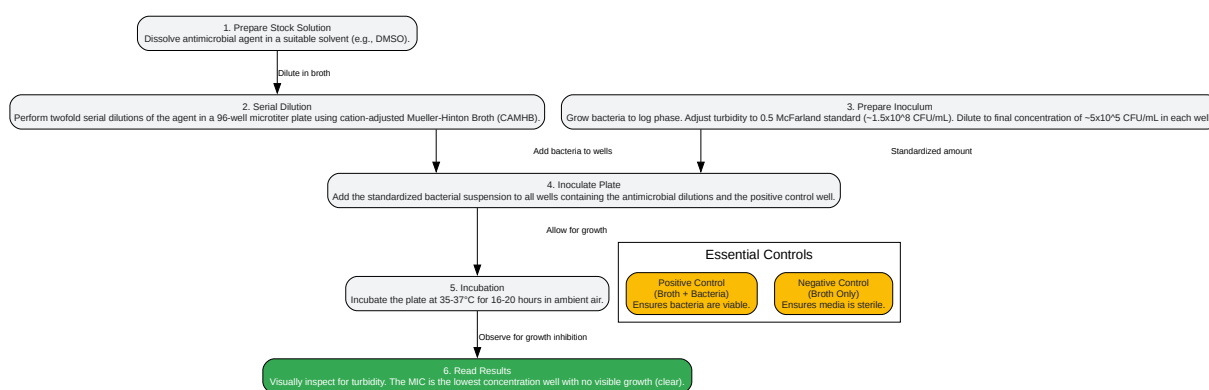 1. Prepare Stock Solution
Dissolve antimicrobial agent in a suitable solvent (e.g., DMSO).
Dilute in broth
2. Serial Dilution
Perform twofold serial dilutions of the agent in a 96-well microtiter plate using cation-adjusted Mueller-Hinton Broth (CAMHB).
3. Prepare Inoculum
Grow bacteria to log phase. Adjust turbidity to 0.5 McFarland standard (~1.5x10^8 CFU/mL). Dilute to final concentration of ~5x10^5 CFU/mL in each well
Add bacteria to wells
Standardized amount
4. Inoculate Plate
Add the standardized bacterial suspension to all wells containing the antimicrobial dilutions and the positive control well.
Allow for growth
Essential Controls
Positive Control
(Broth + Bacteria)
Ensures bacteria are viable.
Negative Control
(Broth Only)
Ensures media is sterile.
5. Incubation
Incubate the plate at 35-37°C for 16-20 hours in ambient air.
Observe for growth inhibition
6. Read Results
Visually inspect for turbidity. The MIC is the lowest concentration well with no visible growth (clear).